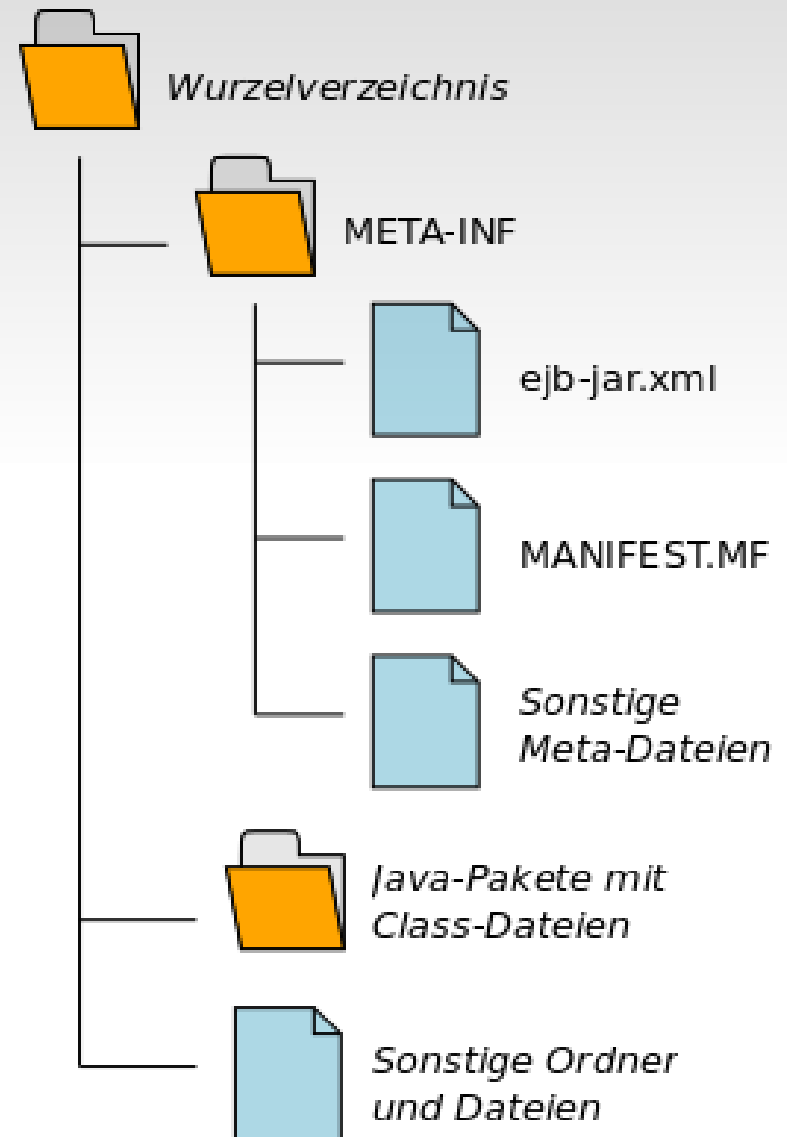 Wurzelverzeichnis
META-INF
ejb-jar.xml
MANIFEST.MF
Sonstige
Meta-Dateien
Java-Pakete mit
Class-Dateien
Sonstige Ordner
und Dateien